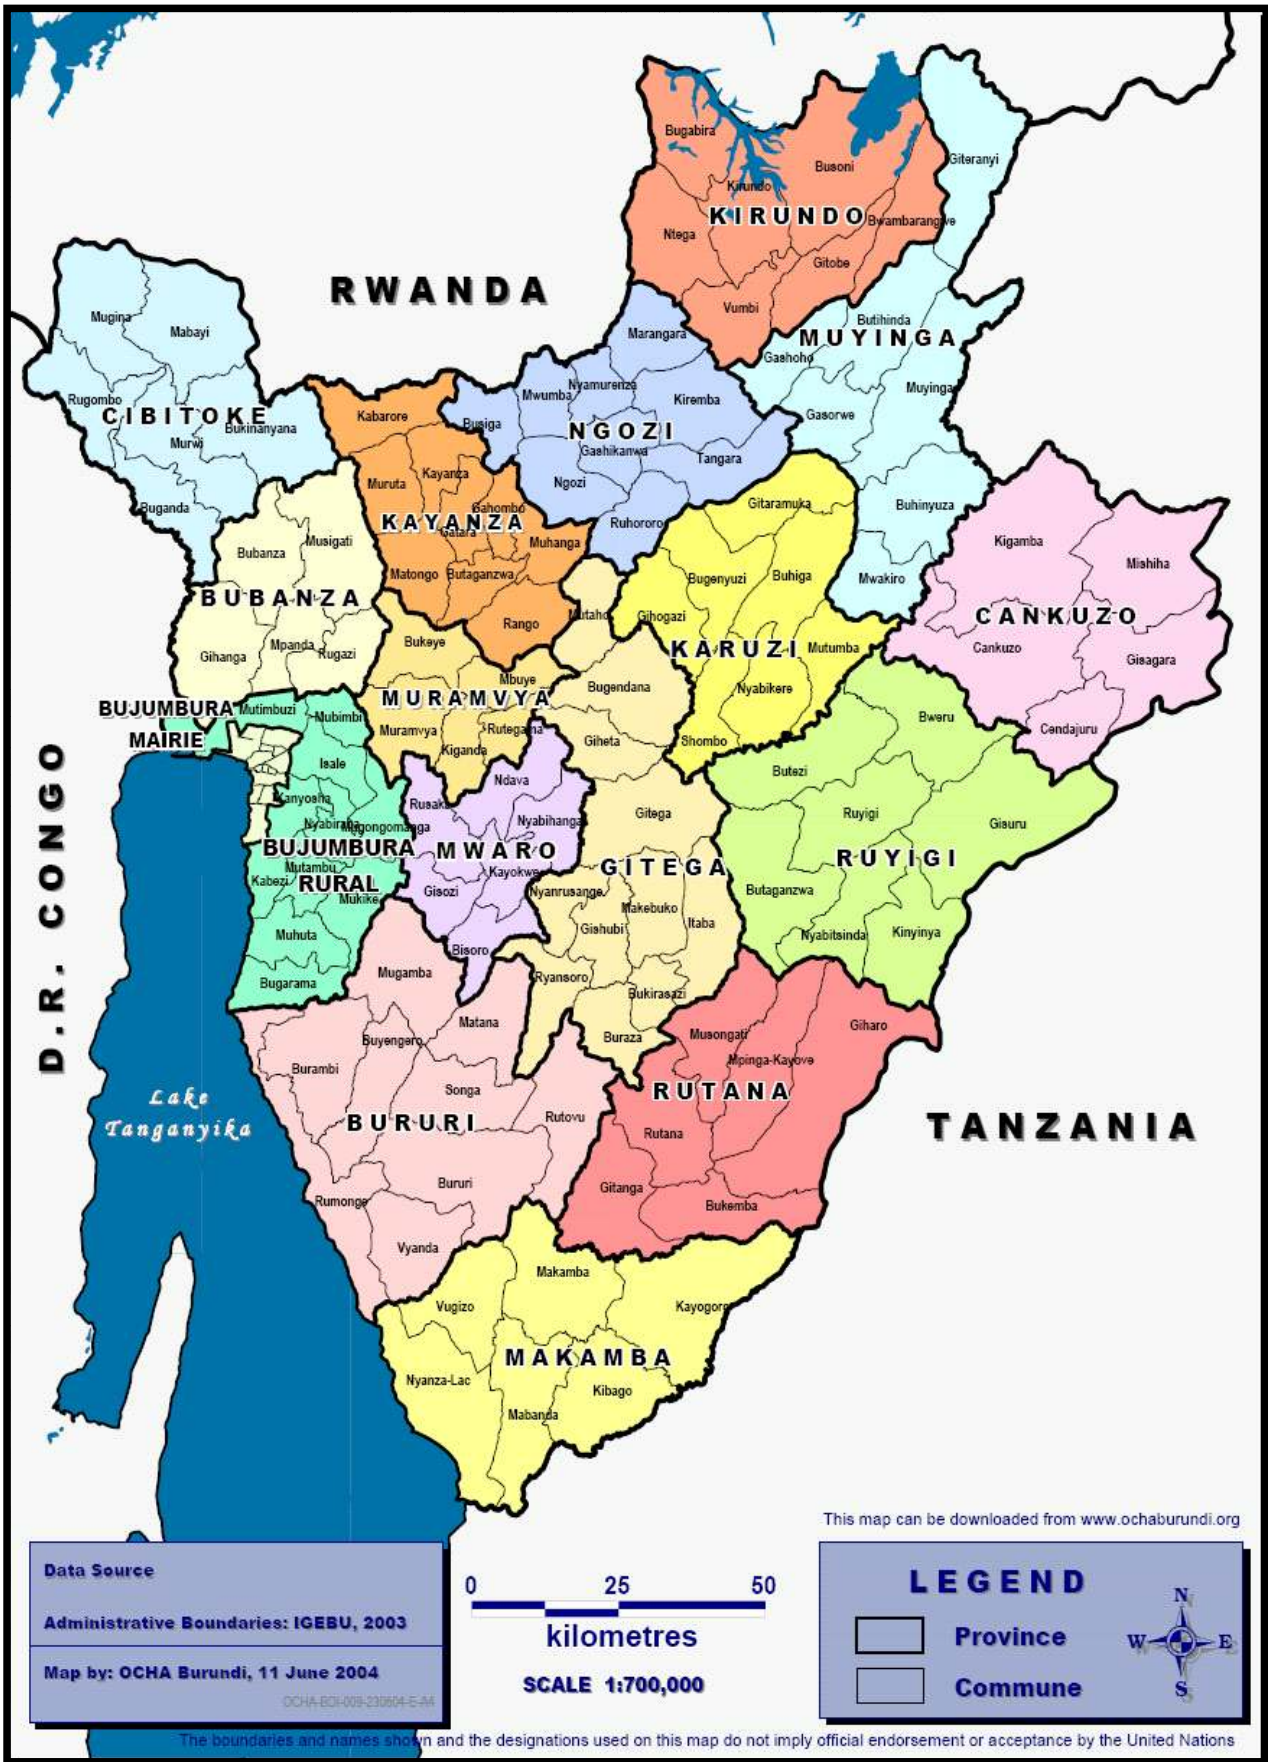 Bugabira
Giteranyi
Busoni
Kirundo
KIRUNDO
Bwambarangwe
Ntega
Gitobe
RWANDA
Vumbi
Mugina
Mabayi
Butihinda
Marangara
MUYINGA
Gashoho
Nyamurenza
Muyinga
Mwumba
Kiremba
Rugombo
CIBITOKE
Kabarore
Gasorwe
Bukinanyana
Busiga
NGOZI
Murwi
Gashikanwa
Tangara
Kayanza
Muruta
Ngozi
Buganda
Gahombo
Gitaramuka
Buhinyuza
KAYANZA
Ruhororo
Gatara
Kigamba
Musigati
Muhanga
Bubanza
Mishiha
Matongo
Butaganzwa
Bugenyuzi
Buhiga
Mwakiro
BUBANZA
Mutaho
Gihogazi
CANKUZO
Rango
Bukeye
Mpanda
KARUZI
Mutumba
Cankuzo
Gihanga
Rugazi
Gisagara
Mbuye
Bugendana
Nyabikere
MURAMVYA
BUJUMBURA
MAIRIE
Mutimbuzi
Mubimbi
Bweru
Muramvya
Rutegama
Cendajuru
Giheta
Shombo
Kiganda
Isale
Butezi
Ndava
Kanyosha
Rusaka
Gitega
Ruyigi
Nyabiraba
Mugongomanga
Nyabihanga
Gisuru
BUJUMBURA
RURAL
MWARO
RUYIGI
Mutambu
Kayokwe
GITEGA
Kabezi
Gisozi
Nyanrusange
Butaganzwa
Mukike
Makebuko
Itaba
Gishubi
Muhuta
Nyabitsinda
Kinyinya
Bisoro
Mugamba
Ryansoro
Bugarama
Bukirasazi
D.R. CONGO
Matana
Giharo
Buyengero
Buraza
Musongati
Mpinga-Kayove
Burambi
Songa
RUTANA
Lake
Tanganyika
BURURI
Rutovu
TANZANIA
Rutana
Bururi
Gitanga
Rumonge
Bukemba
Vyanda
Makamba
Vugizo
Kayogoro
MAKAMBA
Nyanza-Lac
Kibago
Mabanda
This map can be downloaded from www.ochaburundi.org
Data Source
Administrative Boundaries: IGEBU, 2003
Map by: OCHA Burundi, 11 June 2004
OCHA-BDI-009-230604-E-A4
0 25 50
kilometres
SCALE 1:700,000
LEGEND
Province
Commune
N
W E
S
The boundaries and names shown and the designations used on this map do not imply official endorsement or acceptance by the United Nations